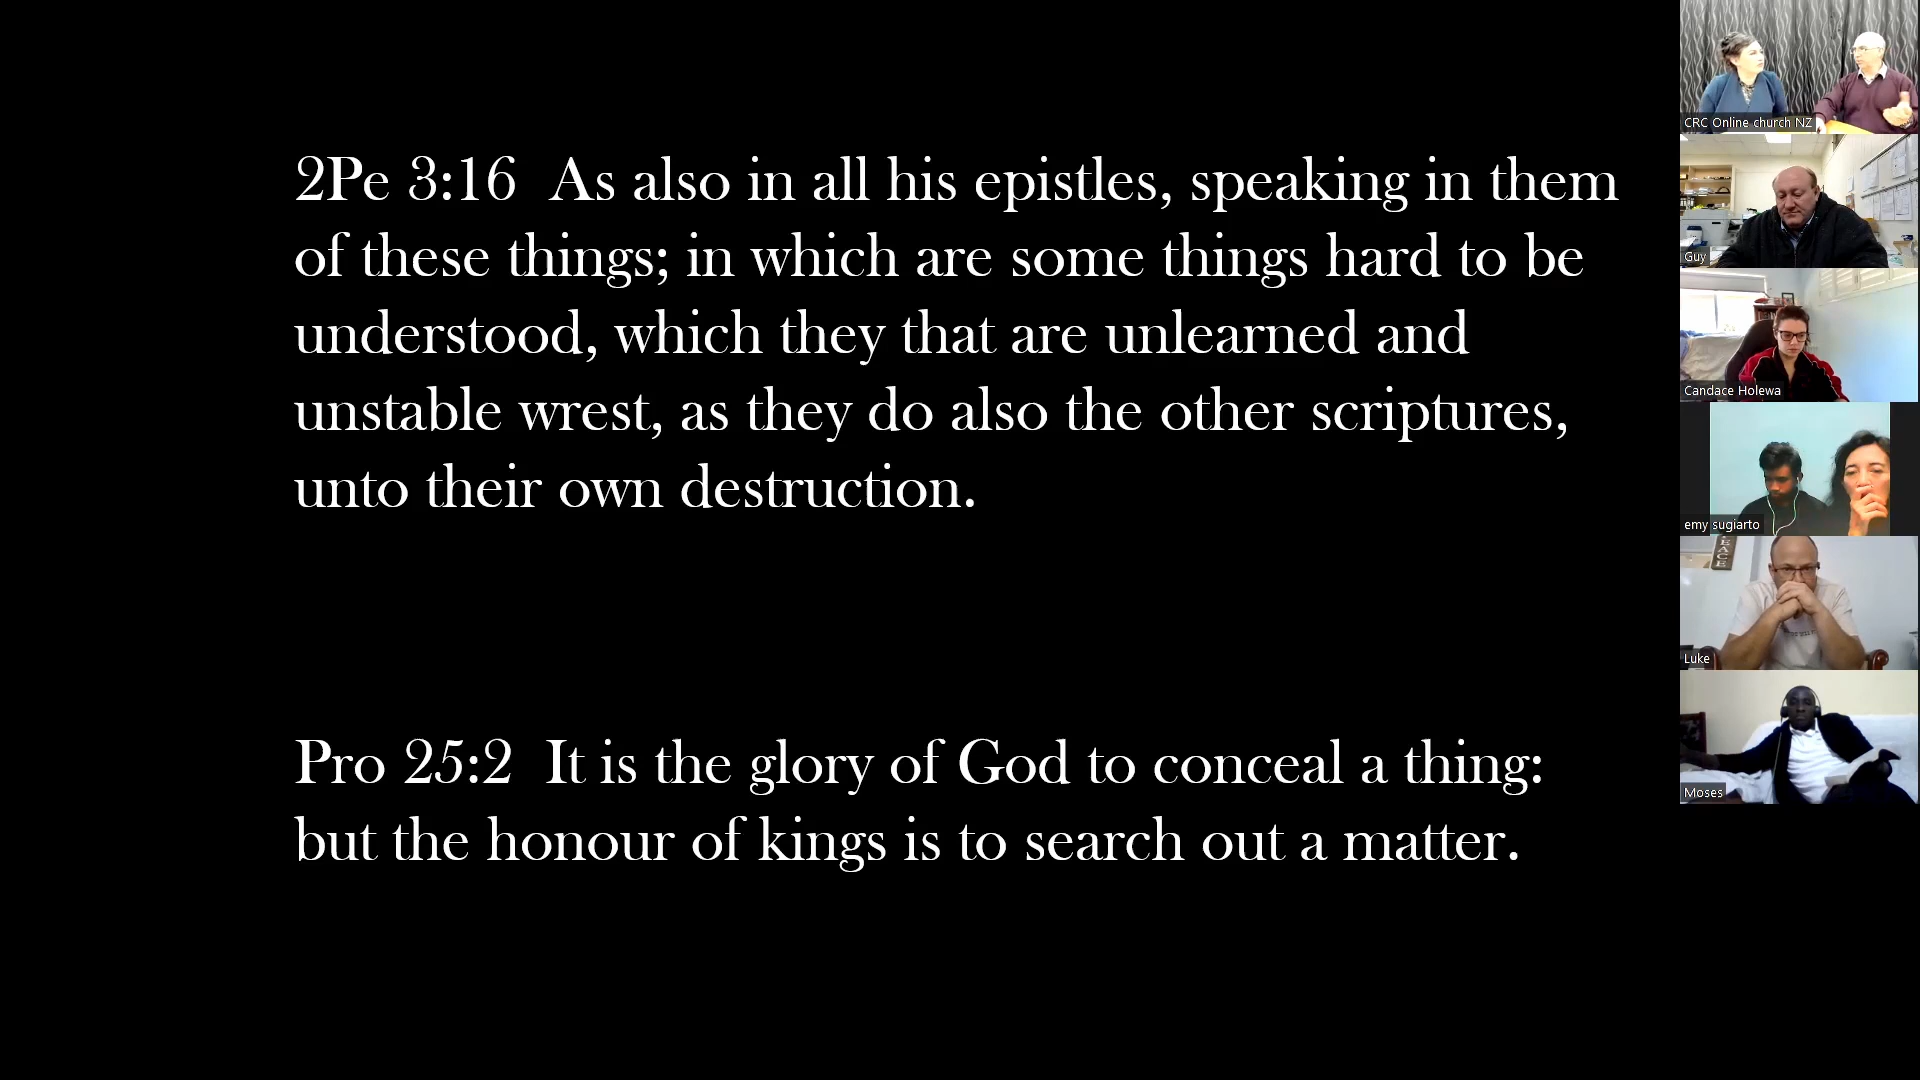 2Pe 3:16 As also in all his epistles, speaking in them
of these things; in which are some things hard to be
understood, which they that are unlearned and
unstable wrest, as they do also the other scriptures,
unto their own destruction.
Pro 25:2 It is the glory of God to conceal a thing:
but the honour of kings is to search out a matter.
CRC Online church NZ
Guy
Candace Holewa
emy sugiarto
EACE
Luke
Moses